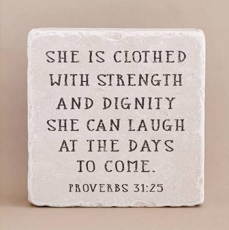 SHE IS CLOTHED
WITH STRENGTH
AND DIGNITY
SHE CAN LAUGH
AT THE DAYS
TO COME.
PROVERBS 31:25